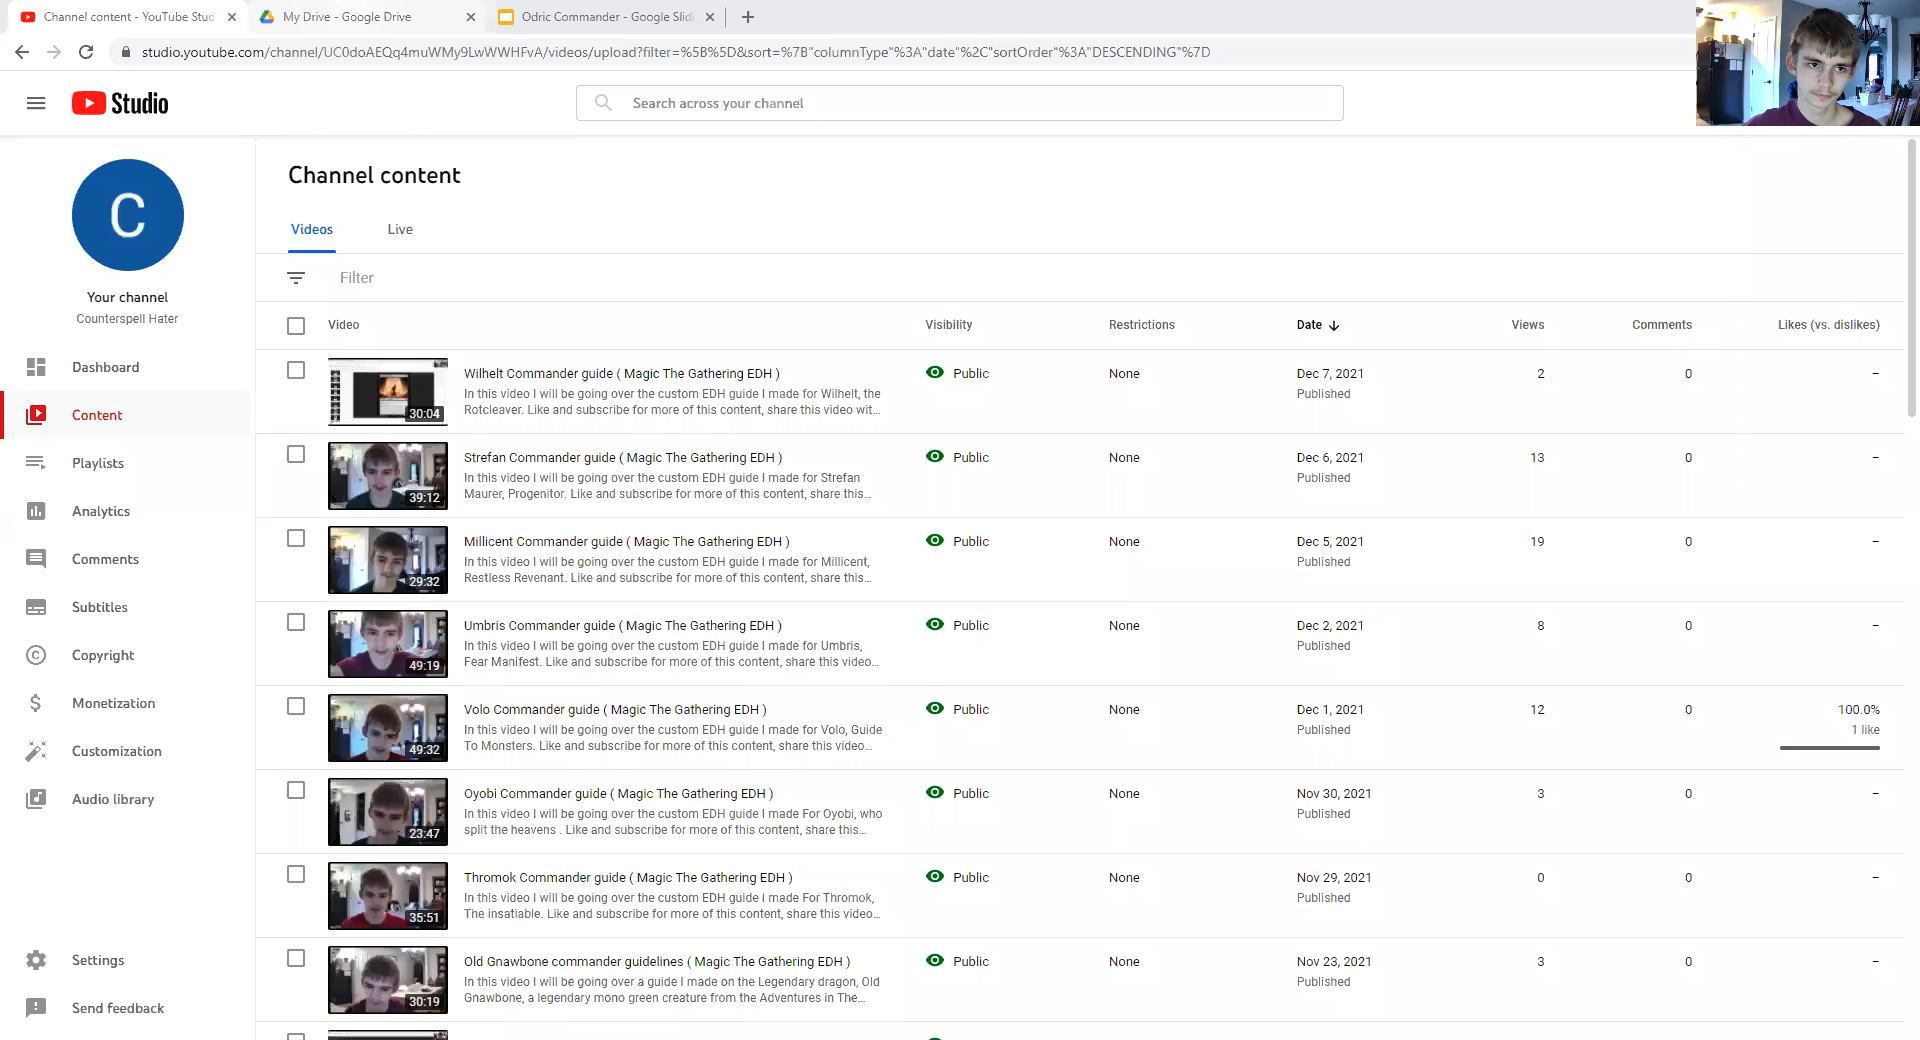 Channel content - YouTube Stud
My Drive - Google Drive
Odric Commander - Google Slid
studio.youtube.com/channel/UC0doAEQq4muWMy9LwWWHFvA/videos/upload?filter=%5B%5D&sort=%7B"columnType"%3A"date"%2C"sortOrder"%3A"DESCENDING"%7D
Studio
Search across your channel
C
Your channel
Counterspell Hater
Dashboard
Content
Playlists
Analytics
Comments
Subtitles
Copyright
Monetization
Customization
Audio library
Settings
Send feedback
Channel content
Videos Live
Filter
Video Visibility Restrictions Date Views Comments Likes (vs. dislikes)
30:04
Wilhelt Commander guide ( Magic The Gathering EDH ) Public None Dec 7, 2021 2 0 –
In this video I will be going over the custom EDH guide I made for Wilhelt, the Published
Rotcleaver. Like and subscribe for more of this content, share this video wit...
39:12
Strefan Commander guide ( Magic The Gathering EDH ) Public None Dec 6, 2021 13 0 –
In this video I will be going over the custom EDH guide I made for Strefan Published
Maurer, Progenitor. Like and subscribe for more of this content, share this...
29:32
Millicent Commander guide ( Magic The Gathering EDH ) Public None Dec 5, 2021 19 0 –
In this video I will be going over the custom EDH guide I made for Millicent, Published
Restless Revenant. Like and subscribe for more of this content, share this...
49:19
Umbris Commander guide ( Magic The Gathering EDH ) Public None Dec 2, 2021 8 0 –
In this video I will be going over the custom EDH guide I made for Umbris, Published
Fear Manifest. Like and subscribe for more of this content, share this video...
49:32
Volo Commander guide ( Magic The Gathering EDH ) Public None Dec 1, 2021 12 0 100.0%
In this video I will be going over the custom EDH guide I made for Volo, Guide Published 1 like
To Monsters. Like and subscribe for more of this content, share this video...
23:47
Oyobi Commander guide ( Magic The Gathering EDH ) Public None Nov 30, 2021 3 0 –
In this video I will be going over the custom EDH guide I made For Oyobi, who Published
split the heavens . Like and subscribe for more of this content, share this...
35:51
Thromok Commander guide ( Magic The Gathering EDH ) Public None Nov 29, 2021 0 0 –
In this video I will be going over the custom EDH guide I made For Thromok, Published
The insatiable. Like and subscribe for more of this content, share this video...
30:19
Old Gnawbone commander guidelines ( Magic The Gathering EDH ) Public None Nov 23, 2021 3 0 –
In this video I will be going over a guide I made on the Legendary dragon, Old Published
Gnawbone, a legendary mono green creature from the Adventures in The...